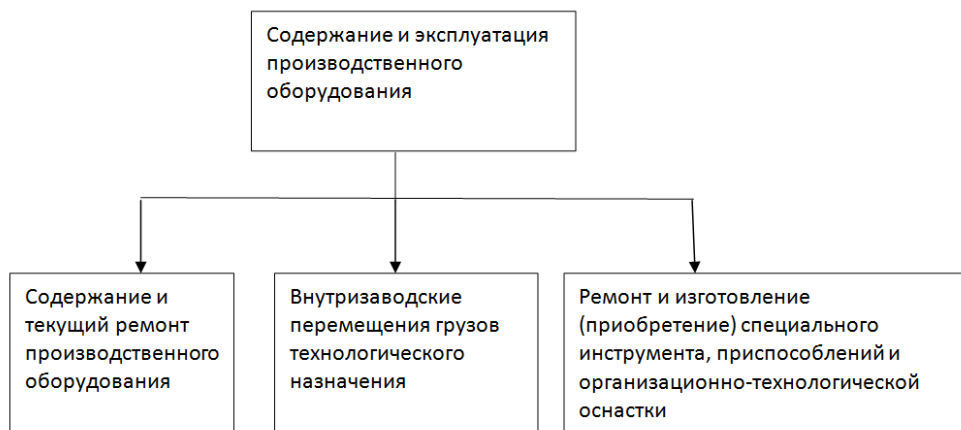 Содержание и эксплуатация
производственного
оборудования
Содержание и
текущий ремонт
производственного
оборудования
Внутризаводские
перемещения грузов
технологического
назначения
Ремонт и изготовление
(приобретение) специального
инструмента, приспособлений и
организационно-технологической
оснастки